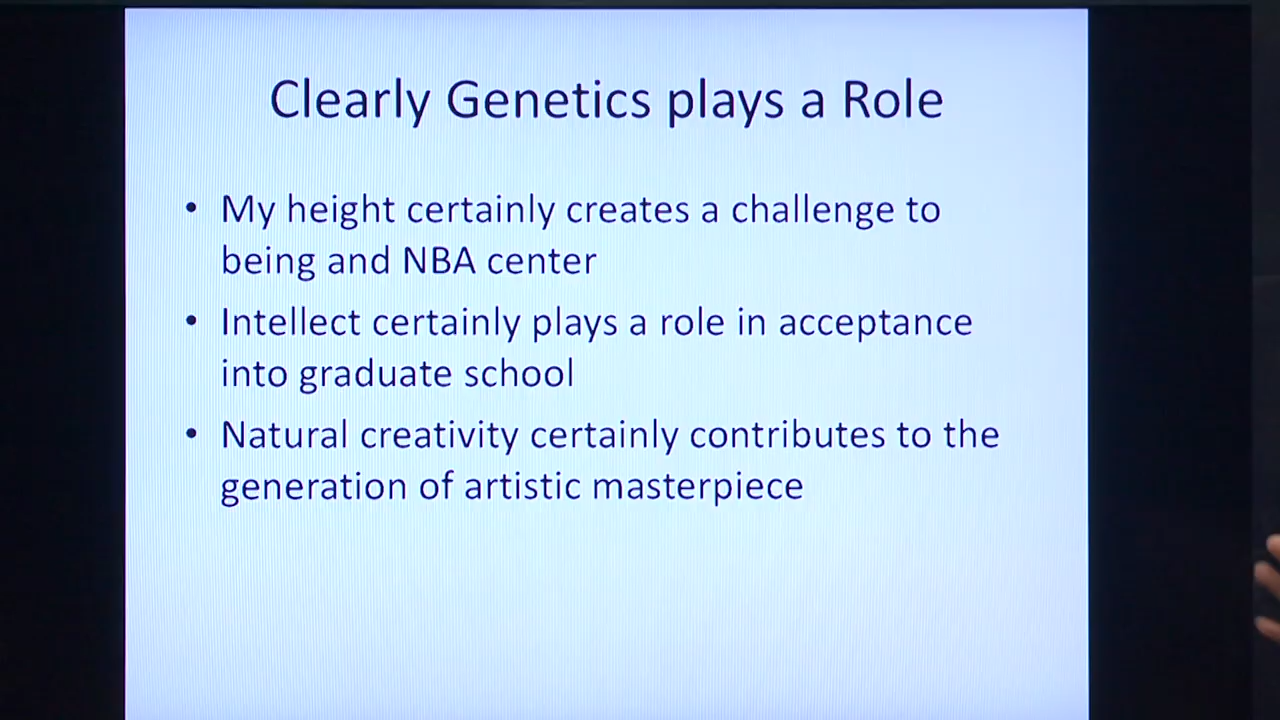 Clearly Genetics plays a Role
• My height certainly creates a challenge to
being and NBA center
• Intellect certainly plays a role in acceptance
into graduate school
• Natural creativity certainly contributes to the
generation of artistic masterpiece